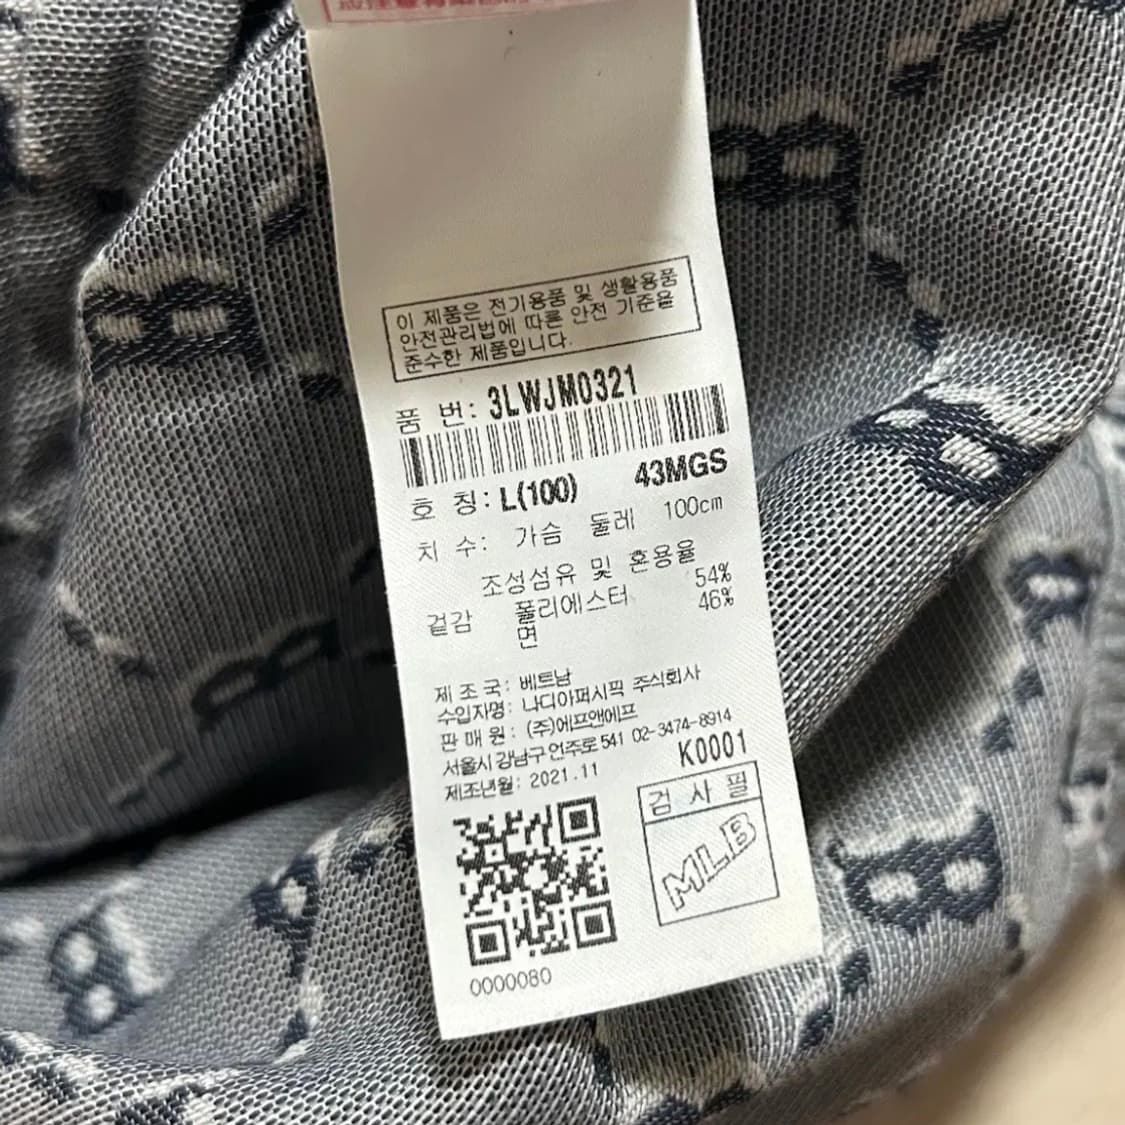 이 제품은 전기용품 및 생활용품
안전관리법에 따른 안전 기준을
준수한 제품입니다.
품 번: 3LWJM0321
호 칭: L(100) 43MGS
치 수: 가슴 둘레 100cm
조성섬유 및 혼용율
겉감 폴리에스터 54%
면 46%
제 조 국: 베트남
수입자명: 나디아퍼시픽 주식회사
판 매 원: (주)에프앤에프
서울시 강남구 언주로 541 02-3474-8914
제조년월: 2021.11 K0001
검 사 필
MLB
0000080